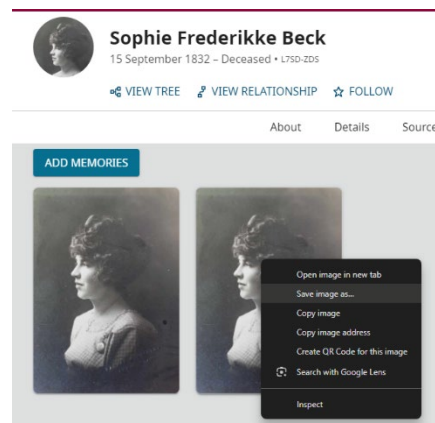 Sophie Frederikke Beck
15 September 1832 – Deceased • L7SD-ZDS
VIEW TREE VIEW RELATIONSHIP FOLLOW
About Details Source
ADD MEMORIES
Open image in new tab
Save image as...
Copy image
Copy image address
Create QR Code for this image
Search with Google Lens
Inspect